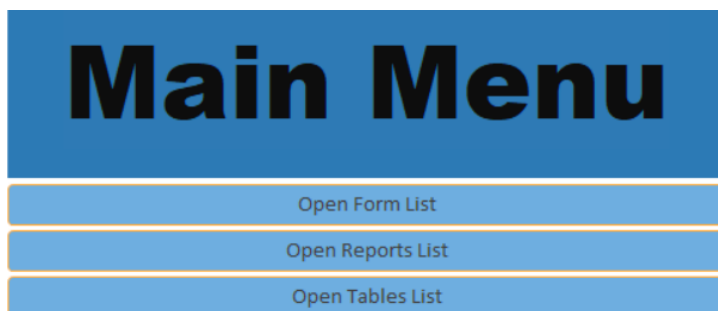 Main Menu
Open Form List
Open Reports List
Open Tables List